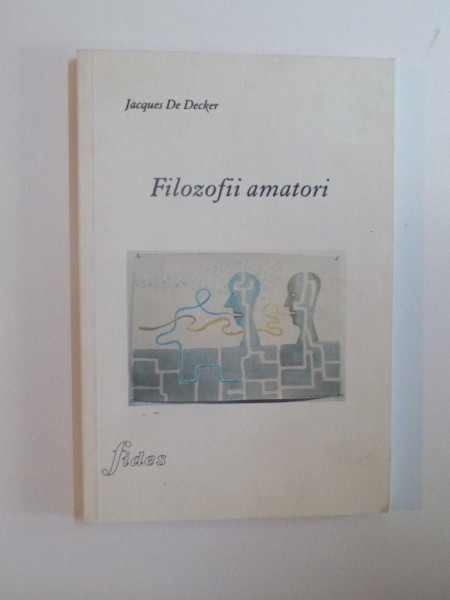 Jacques De Decker
Filozofii amatori
fides